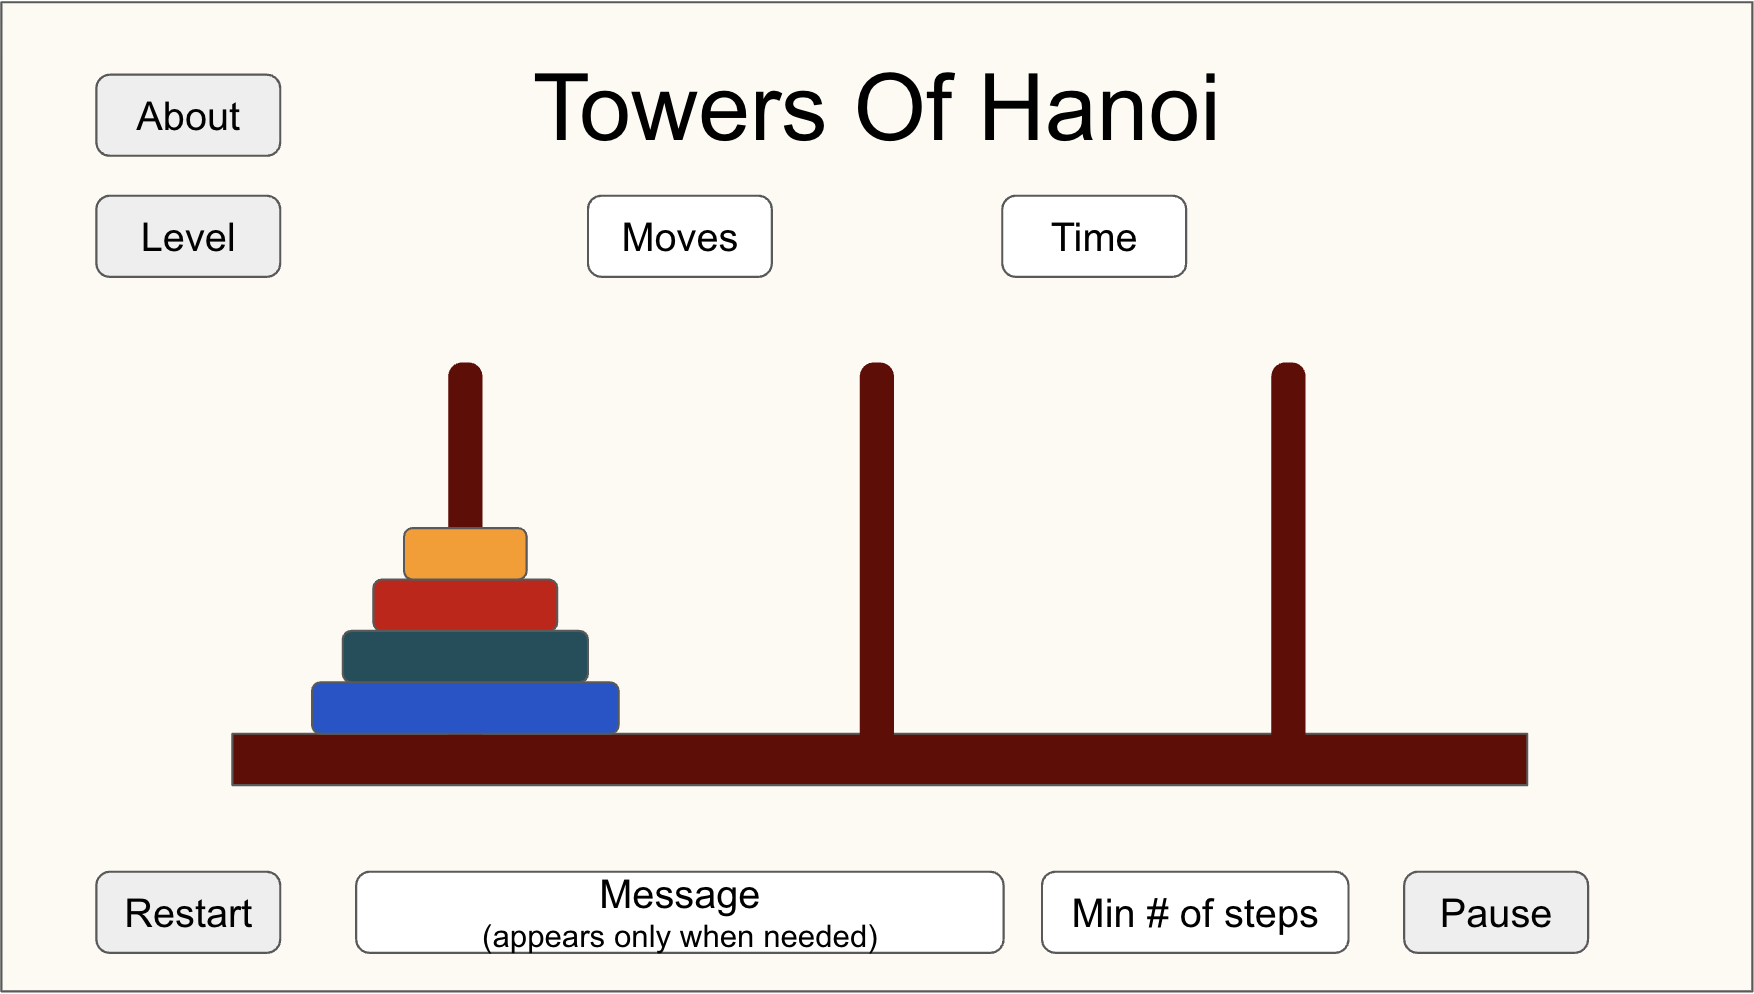 About
Towers Of Hanoi
Level
Moves
Time
Restart
Message
(appears only when needed)
Min # of steps
Pause